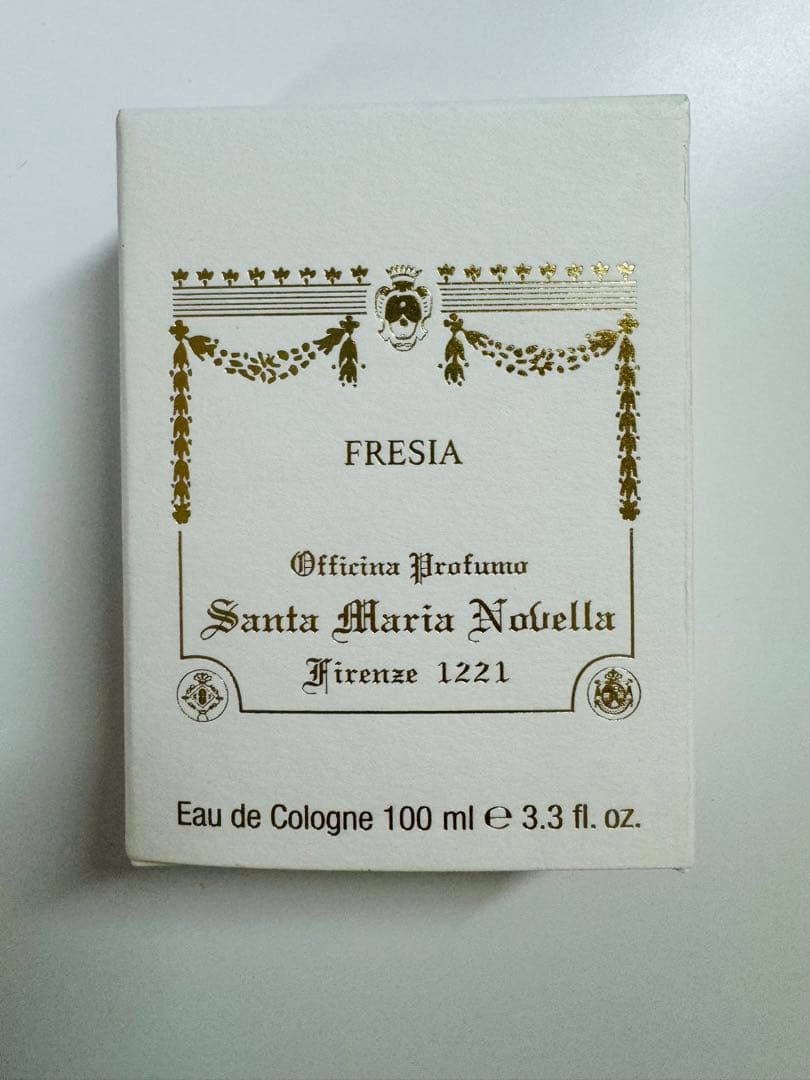 FRESIA
Officina Profumo
Santa Maria Novella
Firenze 1221
Eau de Cologne 100 ml ℮ 3.3 fl. oz.